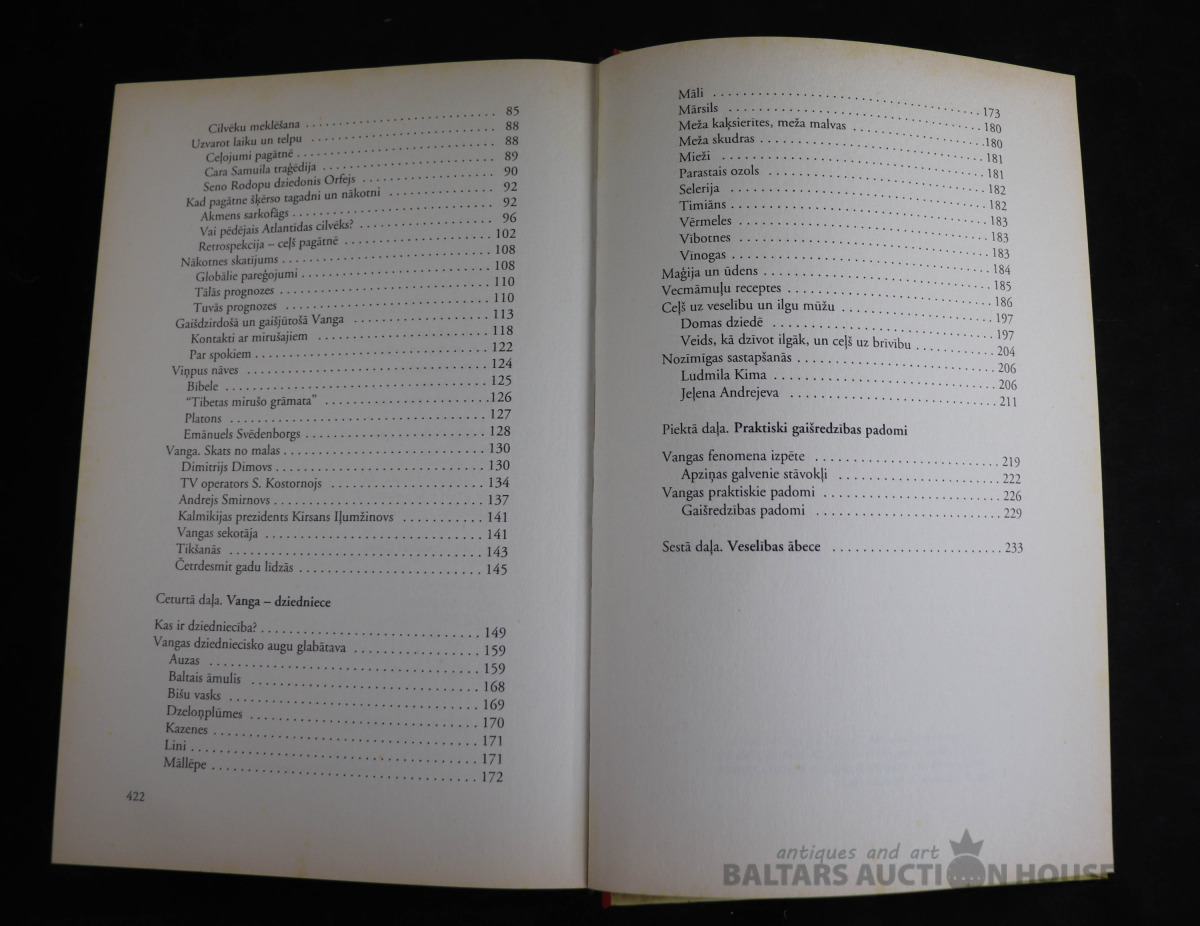 Cilvēku meklēšana 85
Uzvarot laiku un telpu 88
Ceļojumi pagātnē 88
Cara Samuila traģēdija 89
Seno Rodopu dziedonis Orfejs 90
Kad pagātne šķērso tagadni un nākotni 92
Akmens sarkofāgs 92
Vai pēdējais Atlantīdas cilvēks? 96
Retrospekcija – ceļš pagātnē 102
Nākotnes skatījums 108
Globālie pareģojumi 108
Tālās prognozes 110
Tuvās prognozes 110
Gaišdzirdošā un gaišjūtošā Vanga 113
Kontakti ar mirušajiem 118
Par spokiem 122
Viņpus nāves 124
Bībele 125
“Tibetas mirušo grāmata” 126
Platons 127
Emānuels Svēdenborgs 128
Vanga. Skats no malas 130
Dimitrijs Dimovs 130
TV operators S. Kostornojs 134
Andrejs Smirnovs 137
Kalmikijas prezidents Kirsans Iļumžinovs 141
Vangas sekotāja 141
Tikšanās 143
Četrdesmit gadu līdzās 145
Ceturtā daļa. Vanga – dziedniece
Kas ir dziedniecība? 149
Vangas dziedniecisko augu glabātava 159
Auzas 159
Baltais āmulis 168
Bišu vasks 169
Dzeloņplūmes 170
Kazenes 171
Lini 171
Māllēpe 172
422
Māli 173
Mārsils 180
Meža kaķsierītes, meža malvas 180
Meža skudras 181
Mieži 181
Parastais ozols 182
Selerija 182
Timiāns 183
Vērmeles 183
Vībotnes 183
Vīnogas 184
Maģija un ūdens 185
Vecmāmuļu receptes 186
Ceļš uz veselību un ilgu mūžu 197
Domas dziedē 197
Veids, kā dzīvot ilgāk, un ceļš uz brīvību 204
Nozīmīgas sastapšanās 206
Ludmila Kima 206
Jeļena Andrejeva 211
Piektā daļa. Praktiski gaišredzības padomi
Vangas fenomena izpēte 219
Apziņas galvenie stāvokļi 222
Vangas praktiskie padomi 226
Gaišredzības padomi 229
Sestā daļa. Veselības ābece 233
antiques and art
BALTARS AUCTION HOUSE